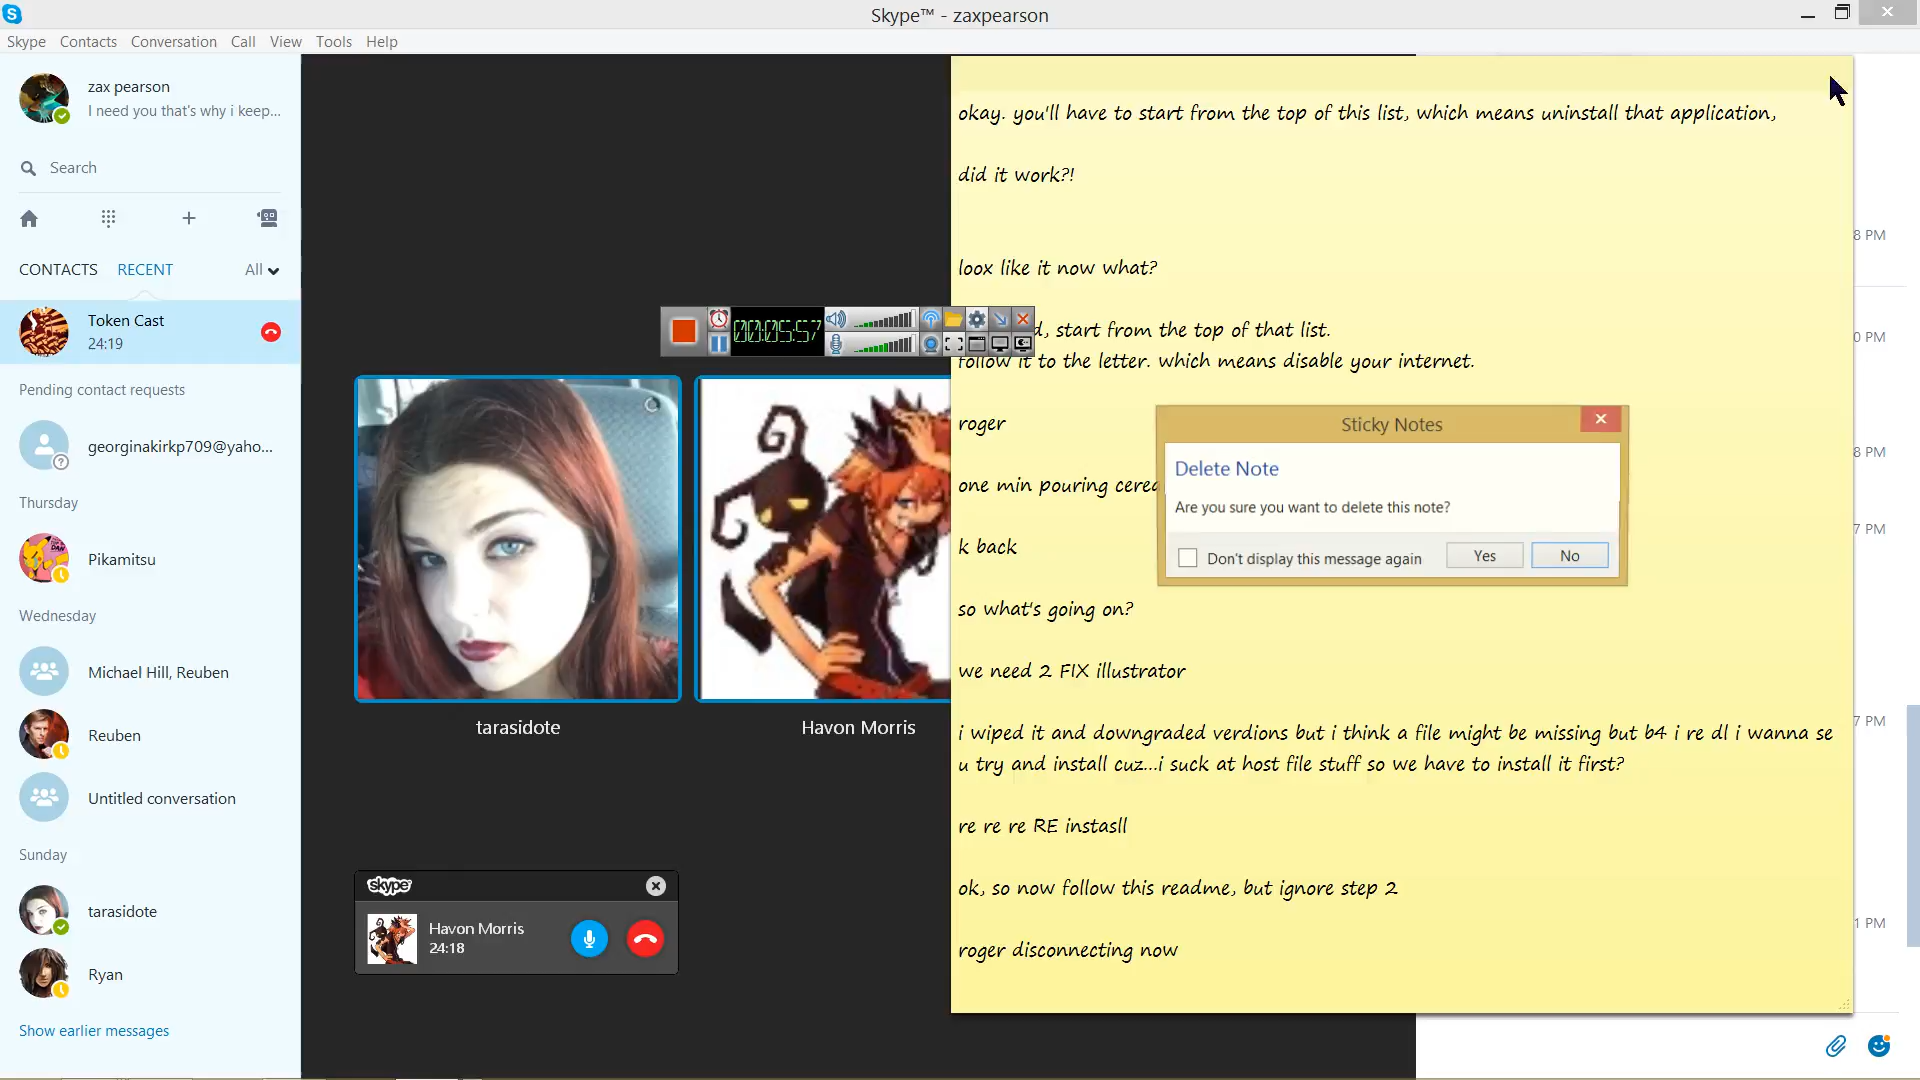 Skype™ - zaxpearson
Skype Contacts Conversation Call View Tools Help
zax pearson
I need you that's why i keep...
Search
CONTACTS RECENT All
Token Cast
24:19
Pending contact requests
georginakirkp709@yaho...
Thursday
Pikamitsu
Wednesday
Michael Hill, Reuben
Reuben
Untitled conversation
Sunday
tarasidote
Ryan
Show earlier messages
00:05:57
tarasidote
Havon Morris
skype
Havon Morris
24:18
okay. you'll have to start from the top of this list, which means uninstall that application,
did it work?!
loox like it now what?
d, start from the top of that list.
follow it to the letter. which means disable your internet.
roger
one min pouring cerea
k back
so what's going on?
we need 2 FIX illustrator
i wiped it and downgraded verdions but i think a file might be missing but b4 i re dl i wanna se
u try and install cuz...i suck at host file stuff so we have to install it first?
re re re RE instasll
ok, so now follow this readme, but ignore step 2
roger disconnecting now
Sticky Notes
Delete Note
Are you sure you want to delete this note?
Don't display this message again
Yes
No
8 PM
0 PM
8 PM
7 PM
7 PM
1 PM